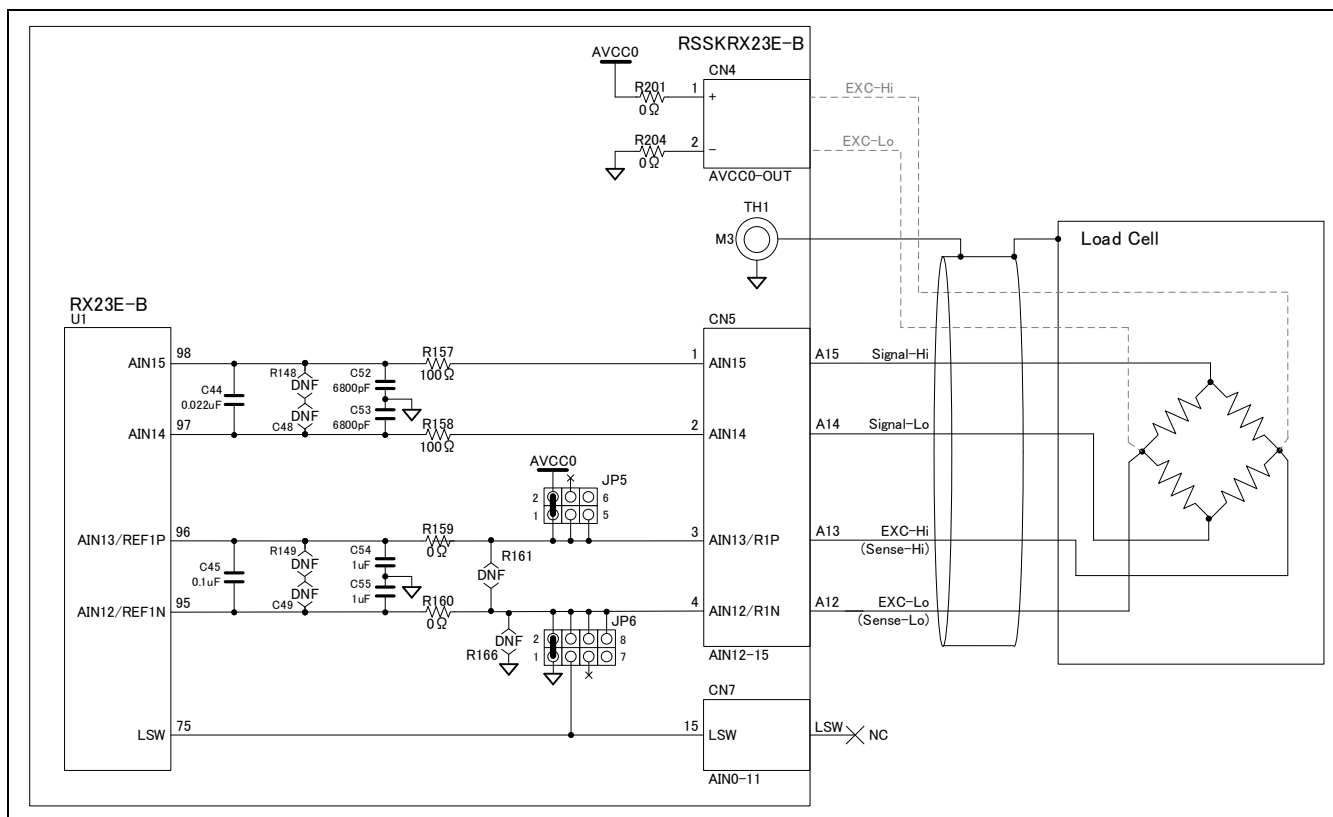 RSSKRX23E-B
AVCC0
CN4
R201
0Ω
1
+
EXC-Hi
R204
0Ω
2
−
EXC-Lo
AVCC0-OUT
TH1
M3
Load Cell
RX23E-B
U1
CN5
AIN15
98
R157
100Ω
1
AIN15
A15
Signal-Hi
C44
0.022uF
R148
DNF
DNF
C48
C52
6800pF
C53
6800pF
AIN14
97
R158
100Ω
2
AIN14
A14
Signal-Lo
AVCC0
JP5
2
6
1
5
AIN13/REF1P
96
R159
0Ω
3
AIN13/R1P
A13
EXC-Hi
(Sense-Hi)
C45
0.1uF
R149
DNF
DNF
C49
C54
1uF
C55
1uF
R161
DNF
AIN12/REF1N
95
R160
0Ω
4
AIN12/R1N
A12
EXC-Lo
(Sense-Lo)
DNF
R166
JP6
2
8
1
7
AIN12-15
CN7
LSW
75
15
LSW
LSW
NC
AIN0-11